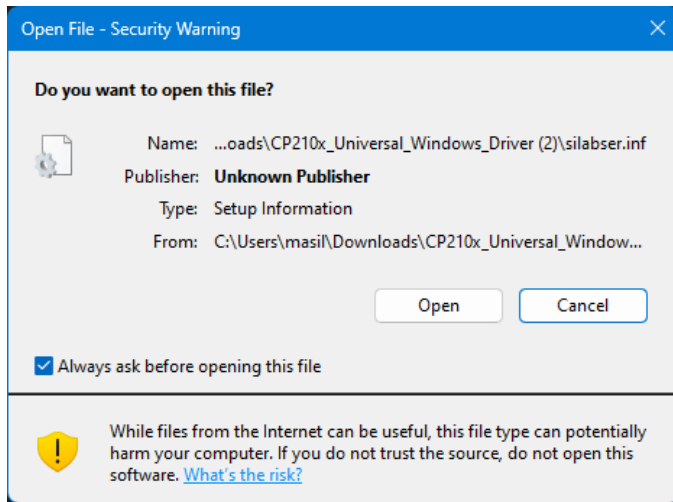 Open File - Security Warning
Do you want to open this file?
Name: ...oads\CP210x_Universal_Windows_Driver (2)\silabser.inf
Publisher: Unknown Publisher
Type: Setup Information
From: C:\Users\masil\Downloads\CP210x_Universal_Window...
Open Cancel
Always ask before opening this file
While files from the Internet can be useful, this file type can potentially
harm your computer. If you do not trust the source, do not open this
software. What's the risk?